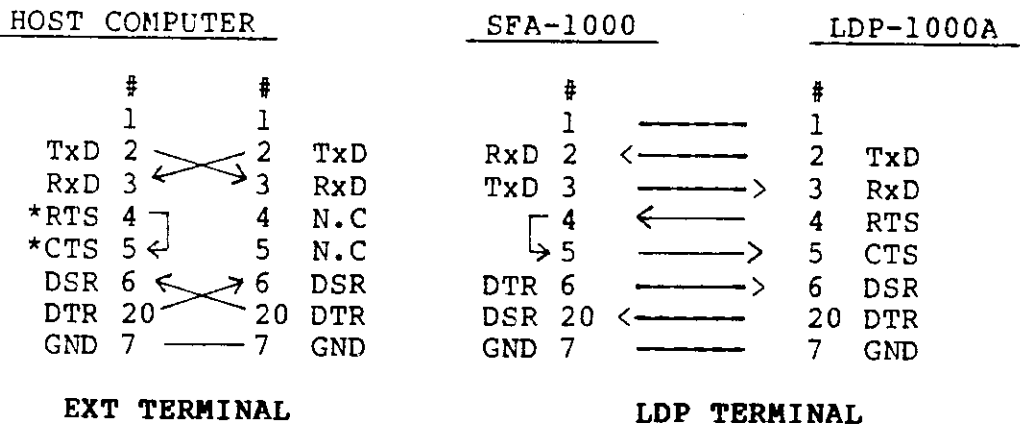 HOST COMPUTER SFA-1000 LDP-1000A
# # # #
1 1 1 1
TxD 2 2 TxD RxD 2 2 TxD
RxD 3 3 RxD TxD 3 3 RxD
*RTS 4 4 N.C 4 4 RTS
*CTS 5 5 N.C 5 5 CTS
DSR 6 6 DSR DTR 6 6 DSR
DTR 20 20 DTR DSR 20 20 DTR
GND 7 7 GND GND 7 7 GND
EXT TERMINAL LDP TERMINAL